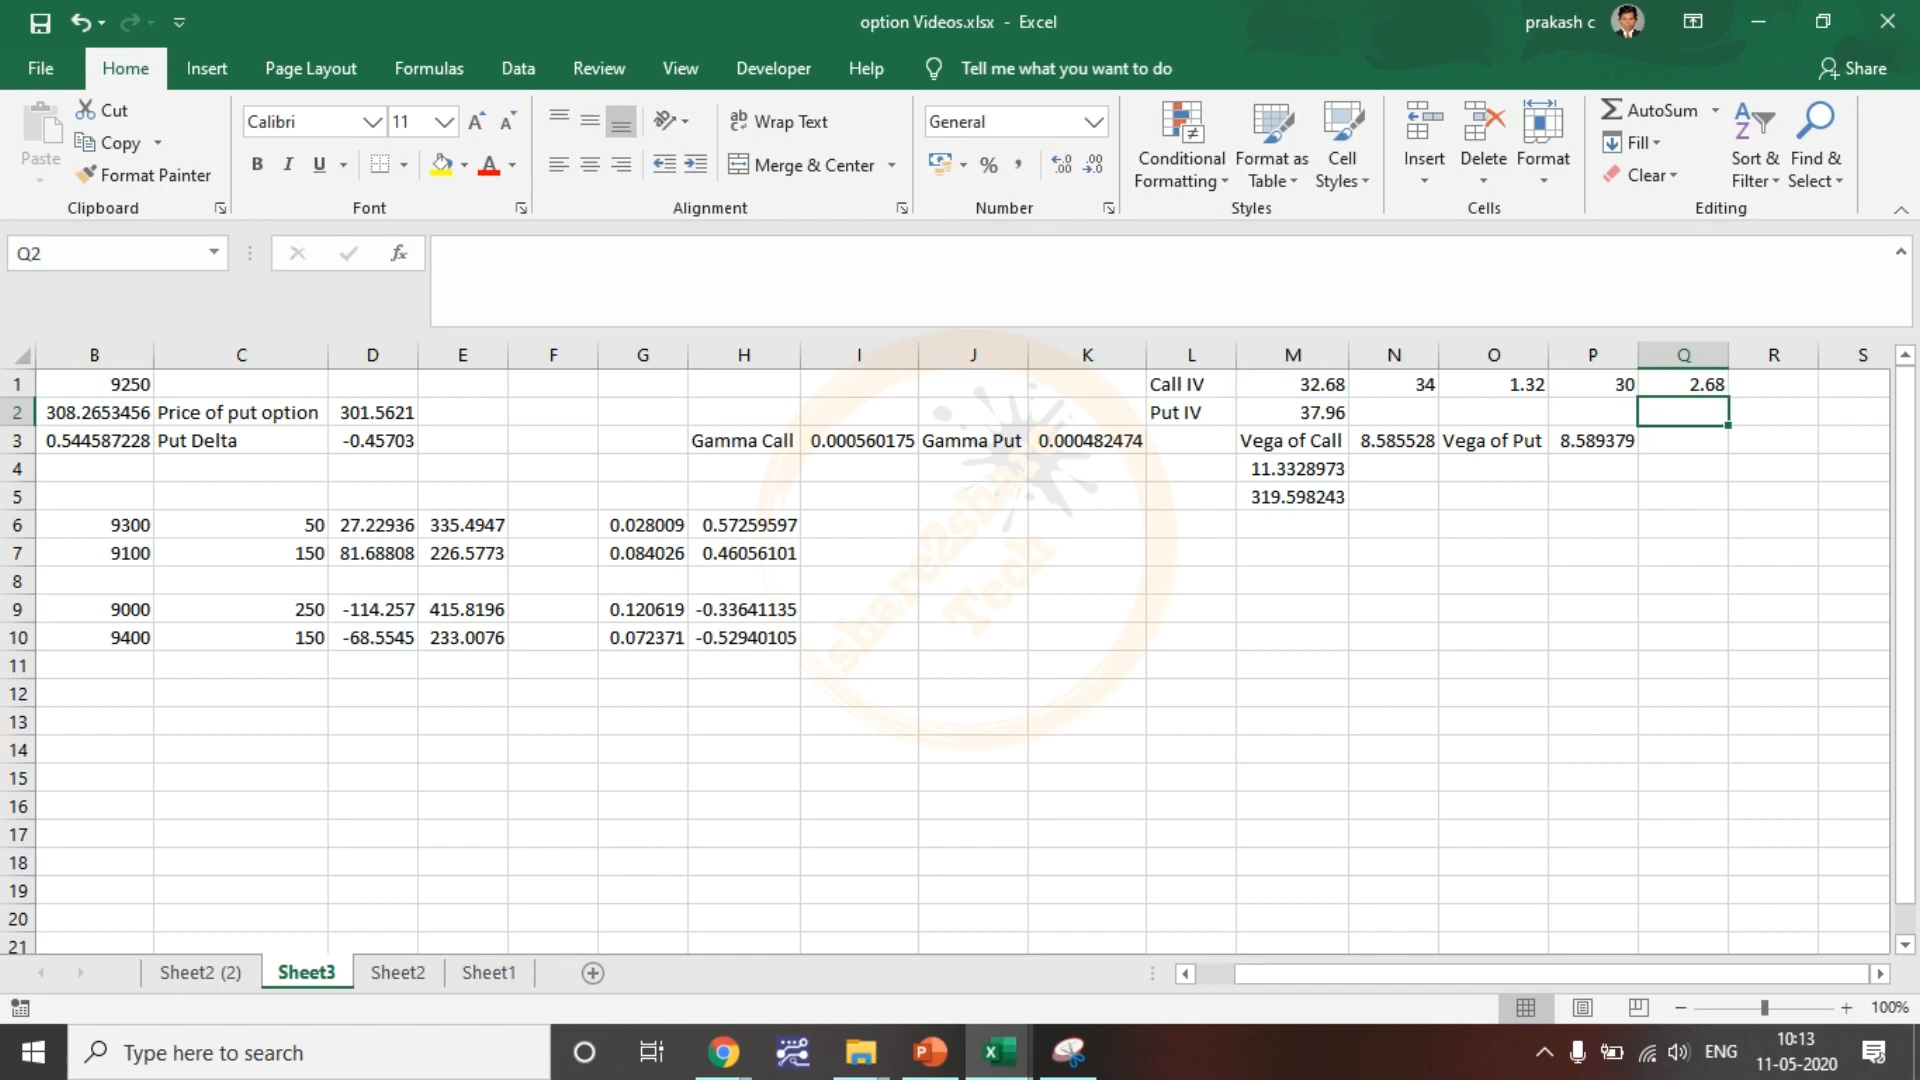 option Videos.xlsx - Excel
prakash c
File Home Insert Page Layout Formulas Data Review View Developer Help Tell me what you want to do Share
Paste
Cut
Copy
Format Painter
Clipboard
Calibri 11
B I U
Font
Wrap Text
Merge & Center
Alignment
General
Number
Conditional Formatting
Format as Table
Cell Styles
Styles
Insert Delete Format
Cells
AutoSum
Fill
Clear
Sort & Filter
Find & Select
Editing
Q2
fx
B C D E F G H I J K L M N O P Q R S
1 9250 Call IV 32.68 34 1.32 30 2.68
2 308.2653456 Price of put option 301.5621 Put IV 37.96
3 0.544587228 Put Delta -0.45703 Gamma Call 0.000560175 Gamma Put 0.000482474 Vega of Call 8.585528 Vega of Put 8.589379
4 11.3328973
5 319.598243
6 9300 50 27.22936 335.4947 0.028009 0.57259597
7 9100 150 81.68808 226.5773 0.084026 0.46056101
8
9 9000 250 -114.257 415.8196 0.120619 -0.33641135
10 9400 150 -68.5545 233.0076 0.072371 -0.52940105
11
12
13
14
15
16
17
18
19
20
21
share2share
Tech
Sheet2 (2) Sheet3 Sheet2 Sheet1
100%
Type here to search
ENG
10:13
11-05-2020